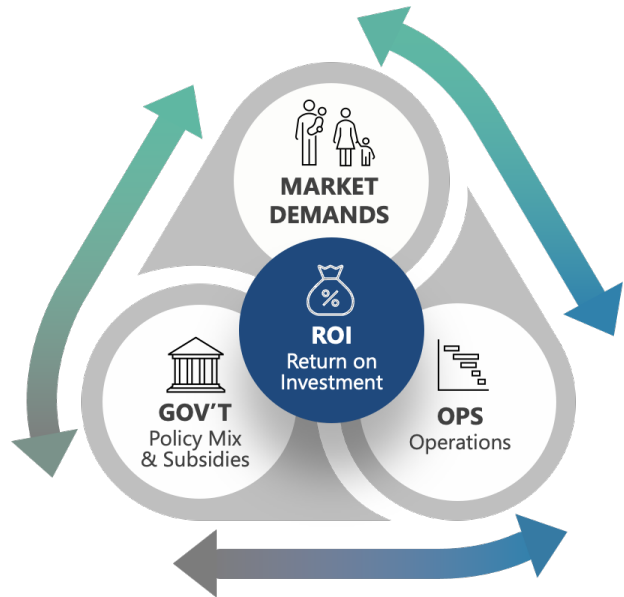 MARKET
DEMANDS
%
ROI
Return on
Investment
GOV'T
Policy Mix
& Subsidies
OPS
Operations